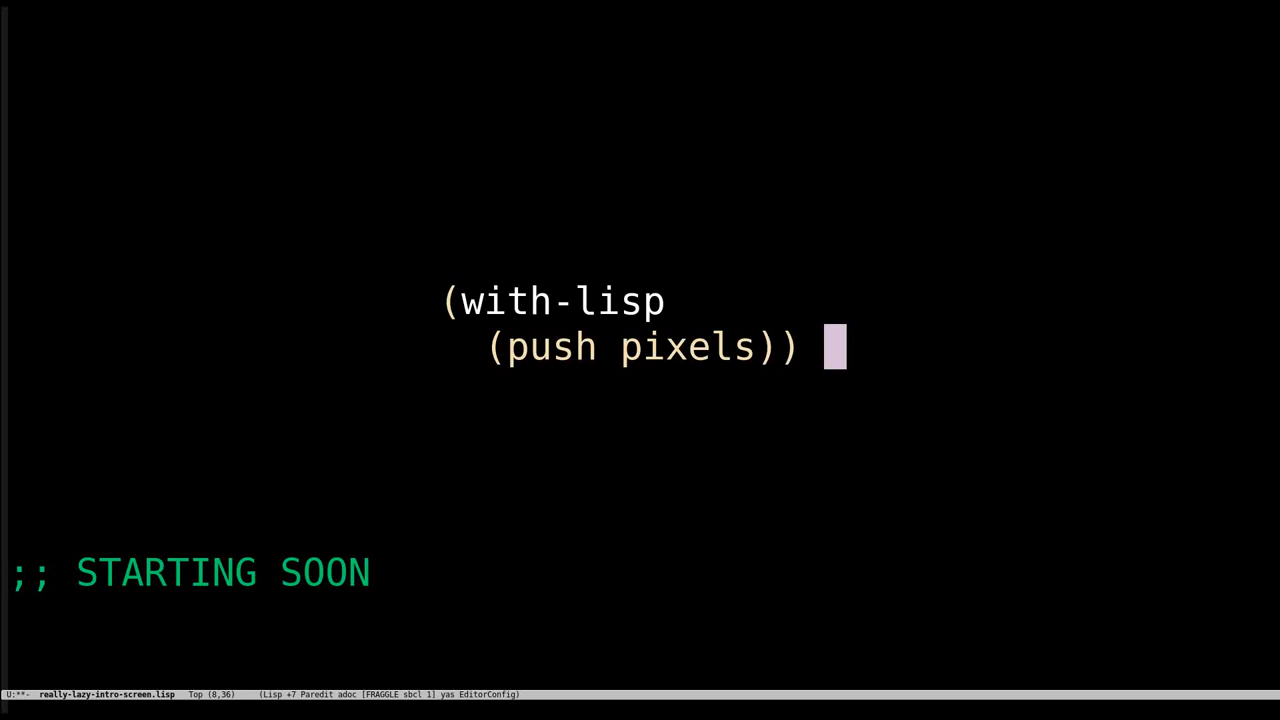 (with-lisp
(push pixels))
;; STARTING SOON
U:**-  really-lazy-intro-screen.lisp   Top (8,36)     (Lisp +7 Paredit adoc [FRAGGLE sbcl 1] yas EditorConfig)